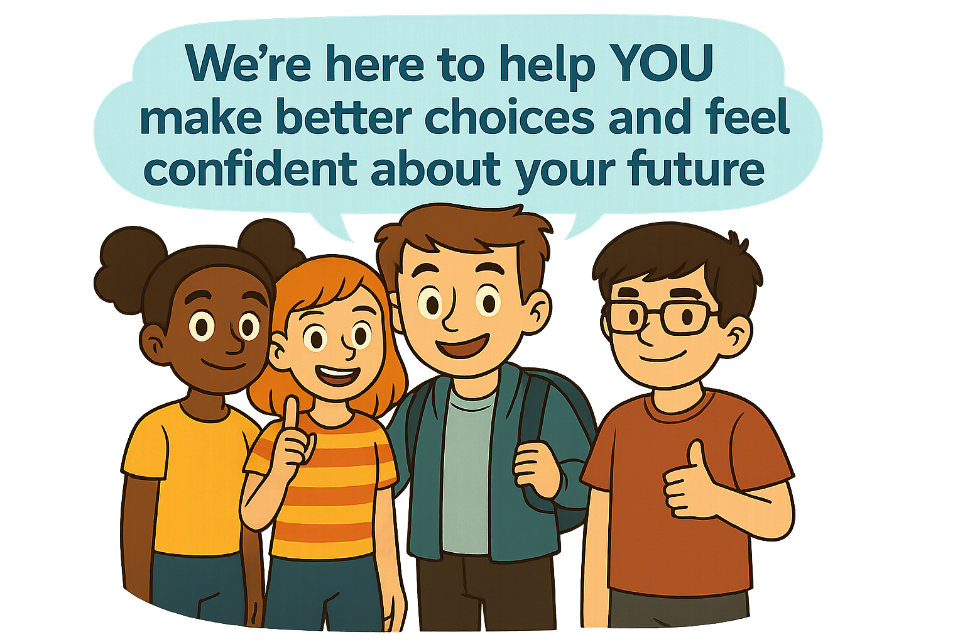 We're here to help YOU
make better choices and feel
confident about your future